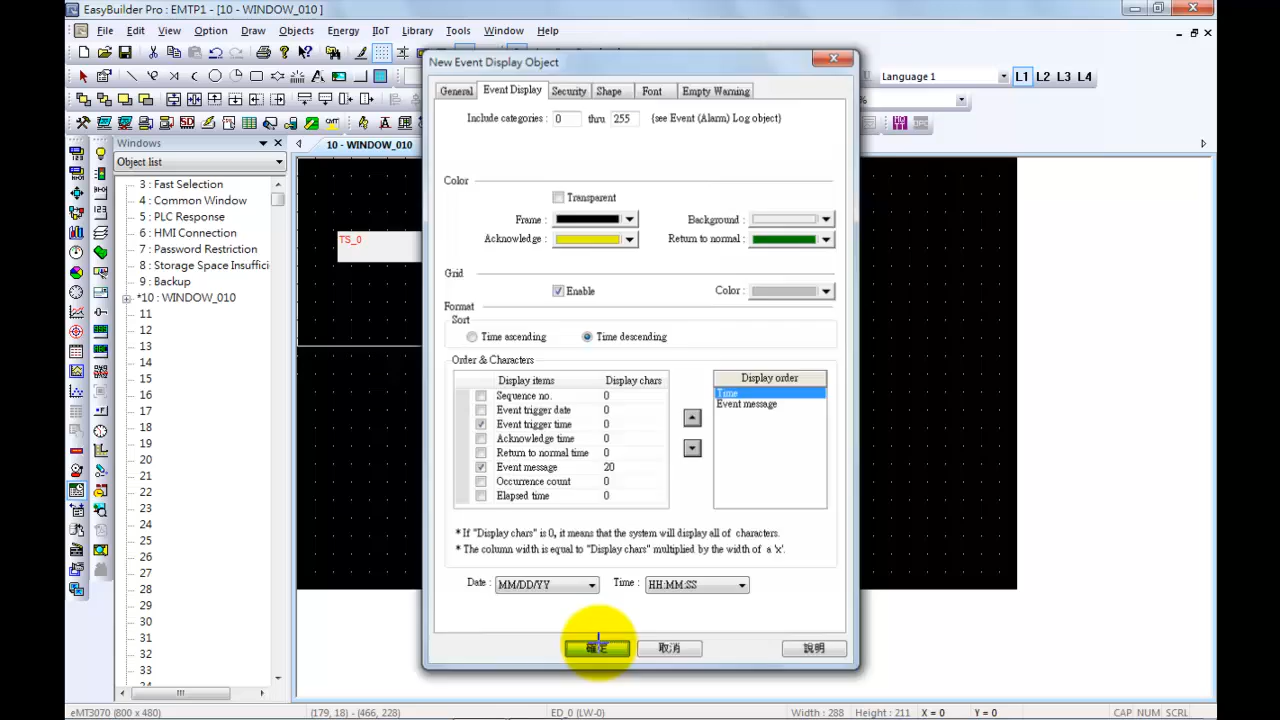 EasyBuilder Pro : EMTP1 - [10 - WINDOW_010 ]
File Edit View Option Draw Objects Energy IIoT Library Tools Window Help
Language 1
L1 L2 L3 L4
Windows
Object list
3 : Fast Selection
4 : Common Window
5 : PLC Response
6 : HMI Connection
7 : Password Restriction
8 : Storage Space Insuffici
9 : Backup
*10 : WINDOW_010
11
12
13
14
15
16
17
18
19
20
21
22
23
24
25
26
27
28
29
30
31
32
33
10 - WINDOW_010
TS_0
New Event Display Object
General Event Display Security Shape Font Empty Warning
Include categories : 0 thru 255 (see Event (Alarm) Log object)
Color
Transparent
Frame : Background :
Acknowledge : Return to normal :
Grid
Enable Color :
Format
Sort
Time ascending Time descending
Order & Characters
Display items Display chars
Sequence no. 0
Event trigger date 0
Event trigger time 0
Acknowledge time 0
Return to normal time 0
Event message 20
Occurrence count 0
Elapsed time 0
Display order
Time
Event message
* If "Display chars" is 0, it means that the system will display all of characters.
* The column width is equal to "Display chars" multiplied by the width of a 'x'.
Date : MM/DD/YY Time : HH:MM:SS
確定 取消 說明
%
eMT3070 (800 x 480) (179, 18) - (466, 228) ED_0 (LW-0) Width : 288 Height : 211 X = 0 Y = 0 CAP NUM SCRL